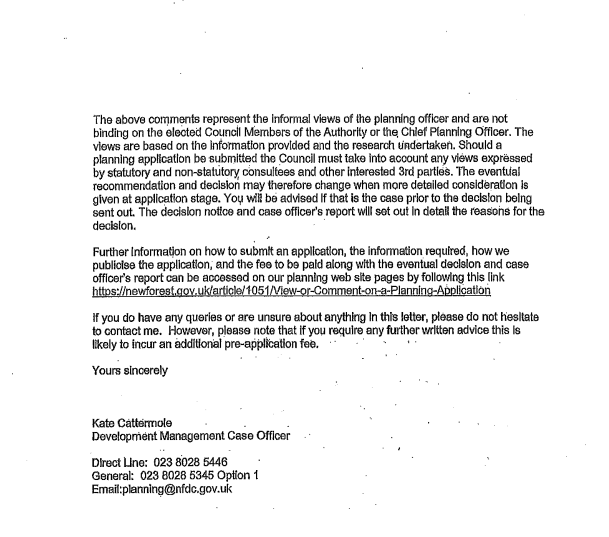 The above comments represent the informal views of the planning officer and are not
binding on the elected Council Members of the Authority or the Chief Planning Officer. The
views are based on the information provided and the research undertaken. Should a
planning application be submitted the Council must take into account any views expressed
by statutory and non-statutory consultees and other interested 3rd parties. The eventual
recommendation and decision may therefore change when more detailed consideration is
given at application stage. You will be advised if that is the case prior to the decision being
sent out. The decision notice and case officer's report will set out in detail the reasons for the
decision.
Further information on how to submit an application, the information required, how we
publicise the application, and the fee to be paid along with the eventual decision and case
officer's report can be accessed on our planning web site pages by following this link
https://newforest.gov.uk/article/1051/View-or-Comment-on-a-Planning-Application
If you do have any queries or are unsure about anything in this letter, please do not hesitate
to contact me. However, please note that if you require any further written advice this is
likely to incur an additional pre-application fee.
Yours sincerely
Kate Cattermole
Development Management Case Officer
Direct Line: 023 8028 5446
General: 023 8028 5345 Option 1
Email:planning@nfdc.gov.uk